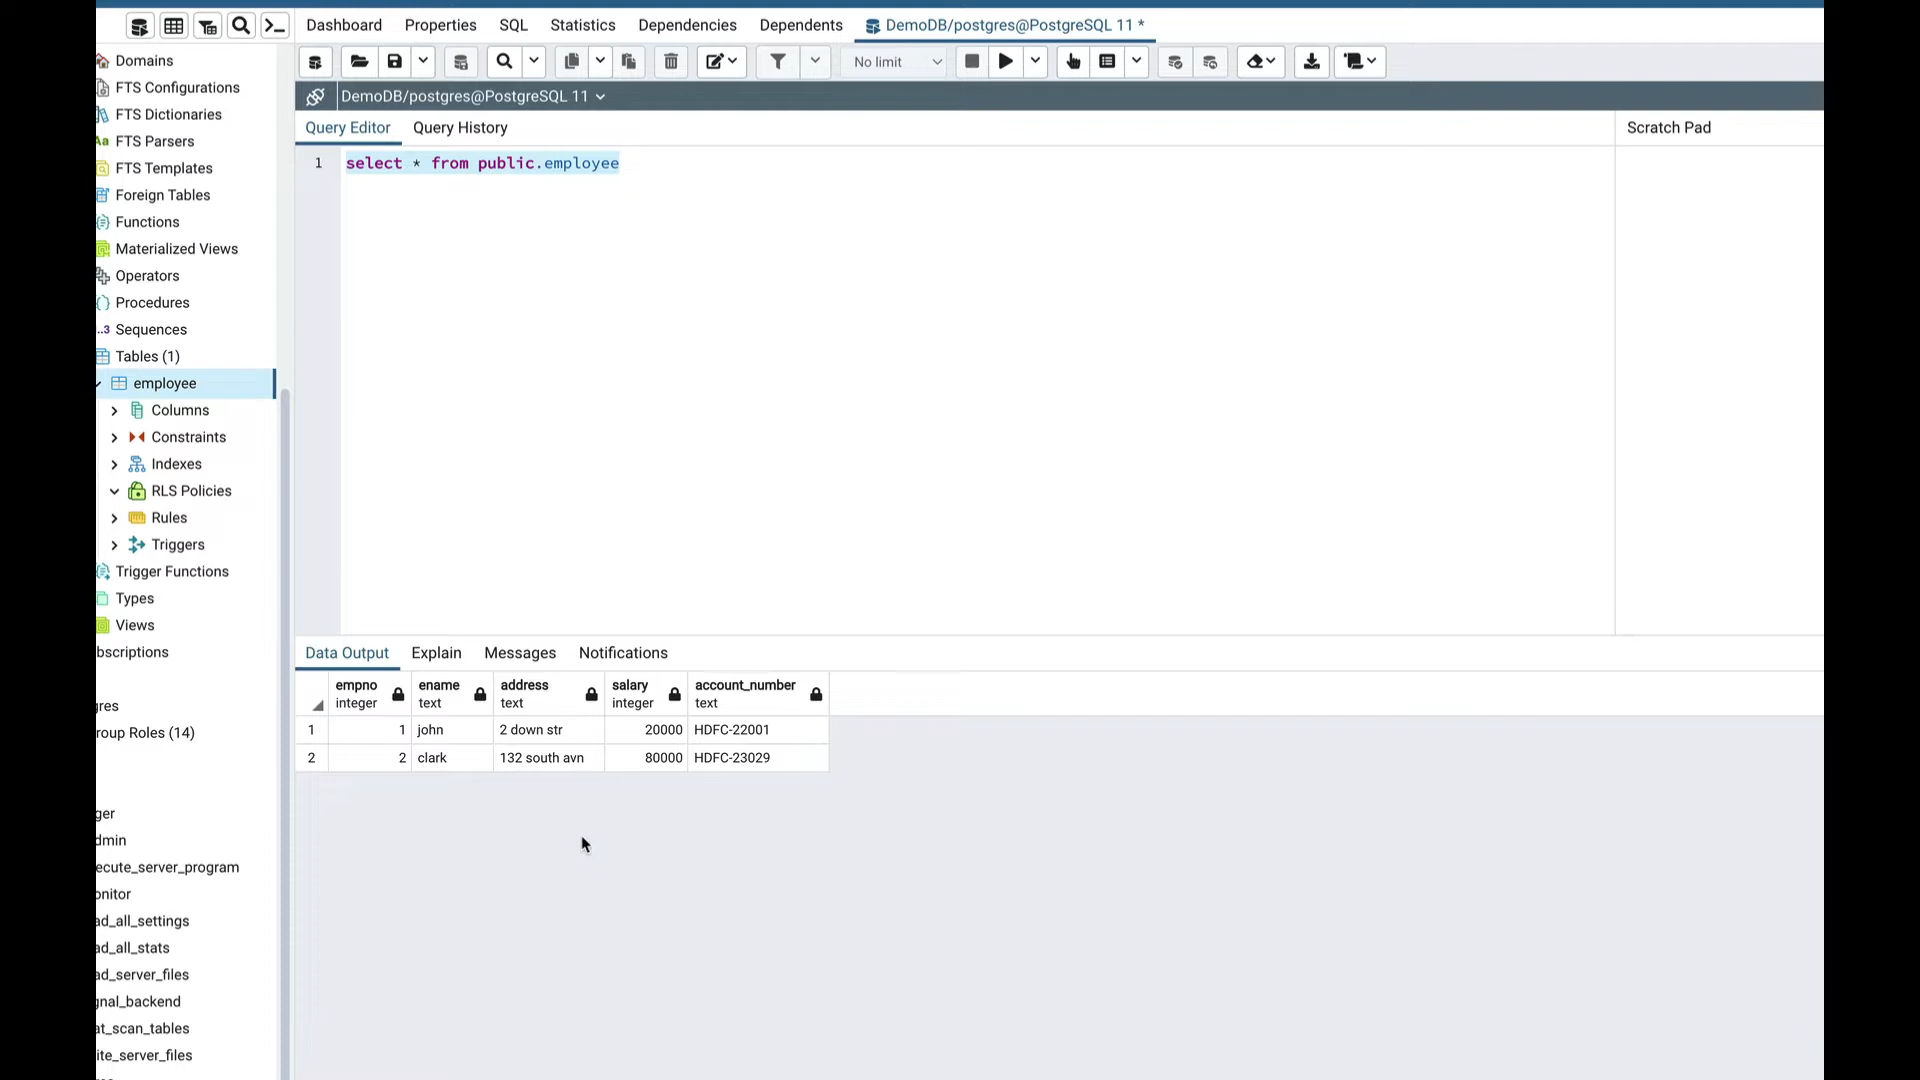 Dashboard Properties SQL Statistics Dependencies Dependents DemoDB/postgres@PostgreSQL 11 *
No limit
DemoDB/postgres@PostgreSQL 11
Query Editor Query History Scratch Pad
1 select * from public.employee
Domains
FTS Configurations
FTS Dictionaries
Aa FTS Parsers
FTS Templates
Foreign Tables
Functions
Materialized Views
Operators
Procedures
..3 Sequences
Tables (1)
employee
Columns
Constraints
Indexes
RLS Policies
Rules
Triggers
Trigger Functions
Types
Views
bscriptions
gres
roup Roles (14)
ger
dmin
ecute_server_program
onitor
ad_all_settings
ad_all_stats
ad_server_files
gnal_backend
at_scan_tables
ite_server_files
Data Output Explain Messages Notifications
empno ename address salary account_number
integer text text integer text
1 1 john 2 down str 20000 HDFC-22001
2 2 clark 132 south avn 80000 HDFC-23029